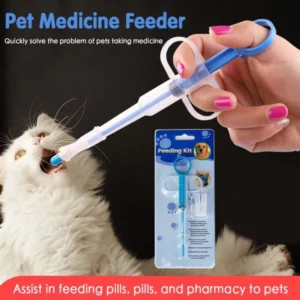 Pet Medicine Feeder
Quickly solve the problem of pets taking medicine
Feeding Kit
Assist in feeding pills, pills, and pharmacy to pets